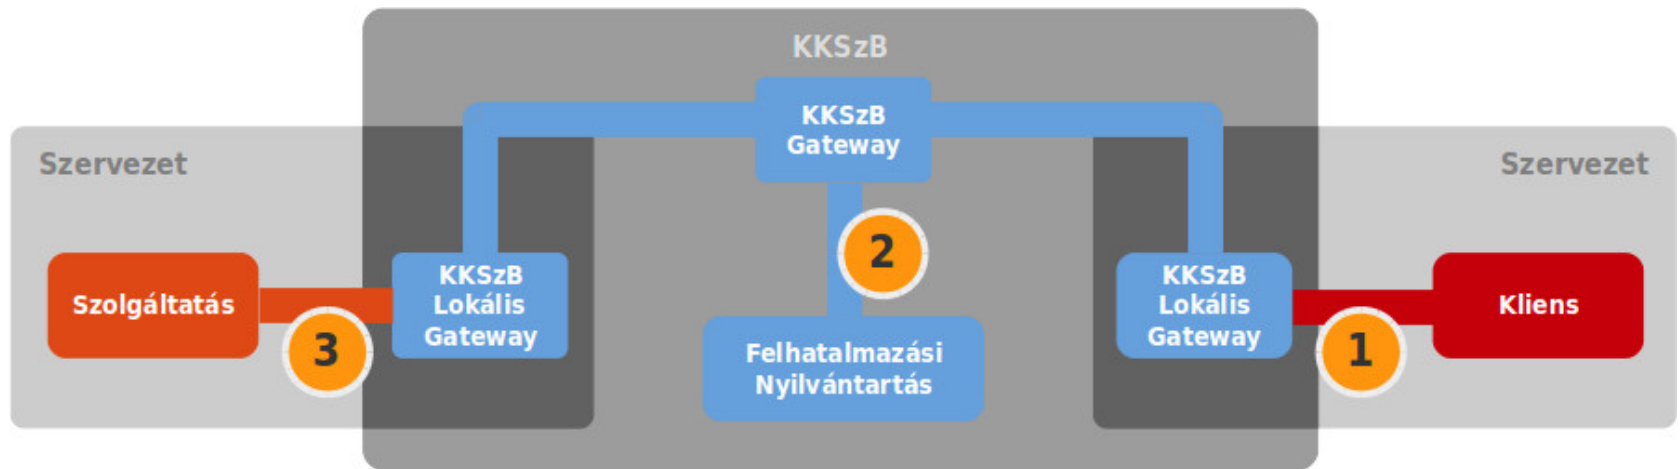 KKSzB
KKSzB
Gateway
Szervezet
Szervezet
2
Szolgáltatás
3
KKSzB
Lokális
Gateway
Felhatalmazási
Nyilvántartás
KKSzB
Lokális
Gateway
1
Kliens